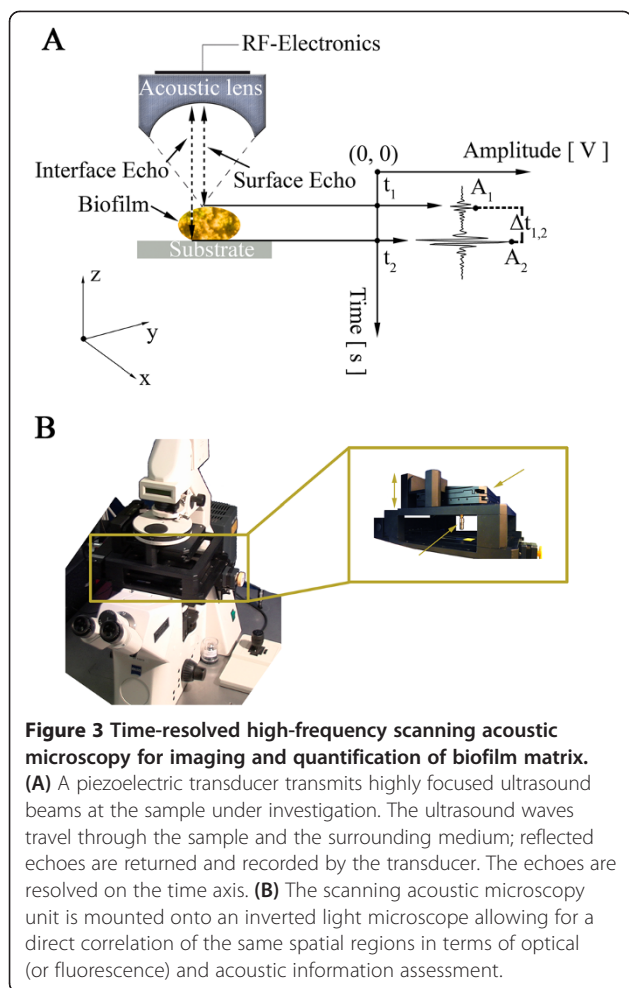 A
RF-Electronics
Acoustic lens
(0, 0)
Amplitude [ V ]
Interface Echo
Surface Echo
t1
A1
Biofilm
Δt1,2
Substrate
t2
A2
z
Time [ s ]
y
x
B
Figure 3 Time-resolved high-frequency scanning acoustic
microscopy for imaging and quantification of biofilm matrix.
(A) A piezoelectric transducer transmits highly focused ultrasound
beams at the sample under investigation. The ultrasound waves
travel through the sample and the surrounding medium; reflected
echoes are returned and recorded by the transducer. The echoes are
resolved on the time axis. (B) The scanning acoustic microscopy
unit is mounted onto an inverted light microscope allowing for a
direct correlation of the same spatial regions in terms of optical
(or fluorescence) and acoustic information assessment.